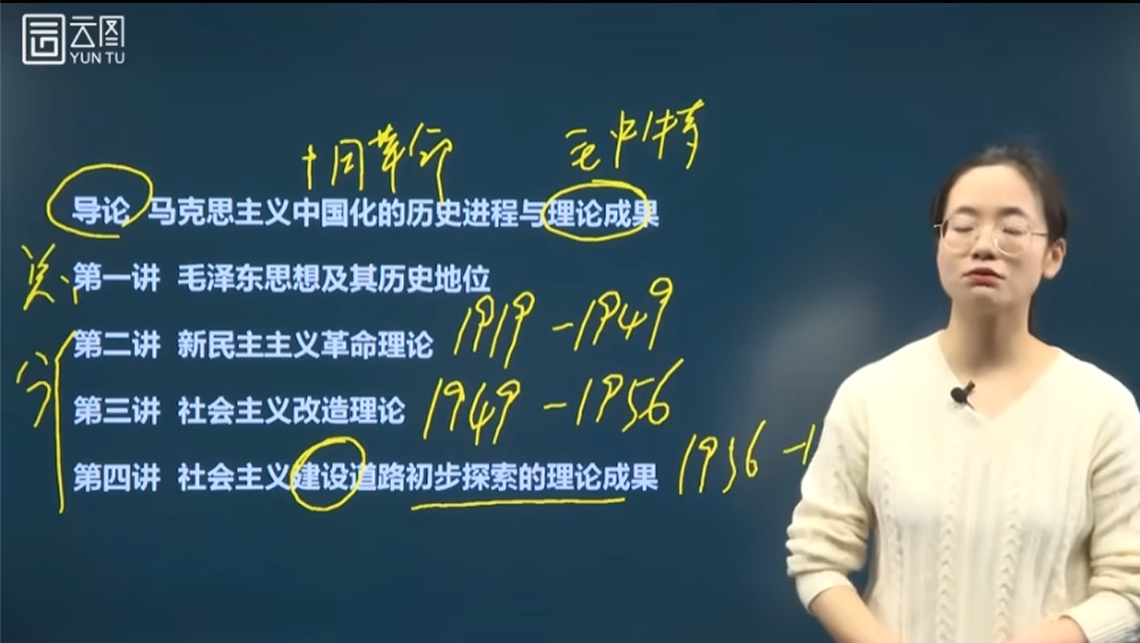 云图
YUN TU
十月革命
毛中特
导论 马克思主义中国化的历史进程与理论成果
总
第一讲 毛泽东思想及其历史地位
第二讲 新民主主义革命理论 1919-1949
分
第三讲 社会主义改造理论 1949-1956
第四讲 社会主义建设道路初步探索的理论成果 1956-1